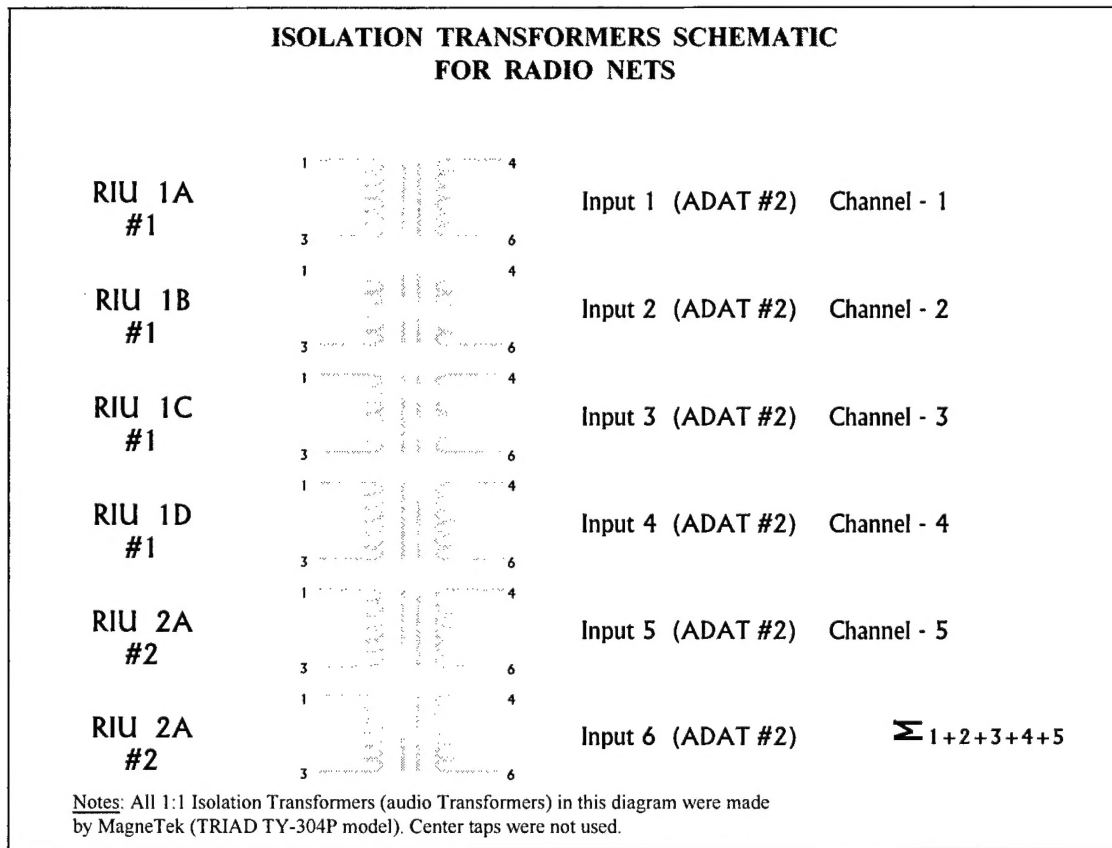 ISOLATION TRANSFORMERS SCHEMATIC
FOR RADIO NETS
1 4
RIU 1A Input 1 (ADAT #2) Channel - 1
#1
3 6
1 4
RIU 1B Input 2 (ADAT #2) Channel - 2
#1
3 6
1 4
RIU 1C Input 3 (ADAT #2) Channel - 3
#1
3 6
1 4
RIU 1D Input 4 (ADAT #2) Channel - 4
#1
3 6
1 4
RIU 2A Input 5 (ADAT #2) Channel - 5
#2
3 6
1 4
RIU 2A Input 6 (ADAT #2) Σ 1+2+3+4+5
#2
3 6
Notes: All 1:1 Isolation Transformers (audio Transformers) in this diagram were made
by MagneTek (TRIAD TY-304P model). Center taps were not used.